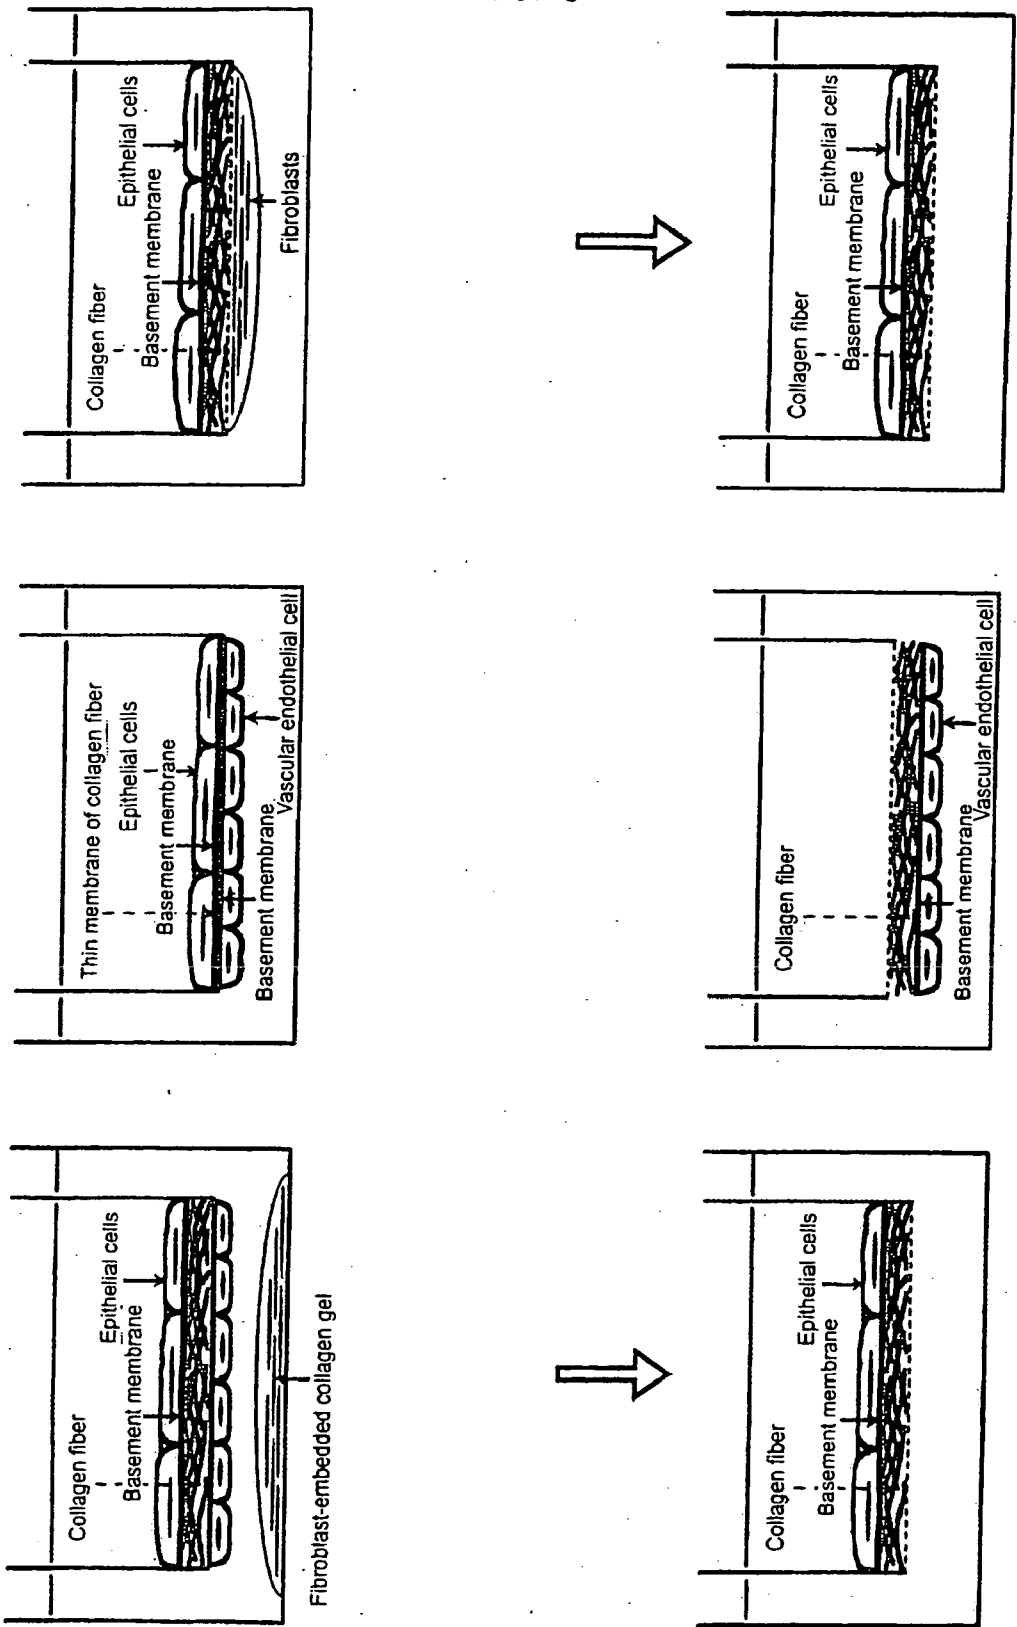 Collagen fiber
Epithelial cells
Basement membrane
Fibroblasts
Collagen fiber
Epithelial cells
Basement membrane
Thin membrane of collagen fiber
Epithelial cells
Basement membrane
Basement membrane
Vascular endothelial cell
Collagen fiber
Basement membrane
Vascular endothelial cell
Collagen fiber
Epithelial cells
Basement membrane
Fibroblast-embedded collagen gel
Collagen fiber
Epithelial cells
Basement membrane